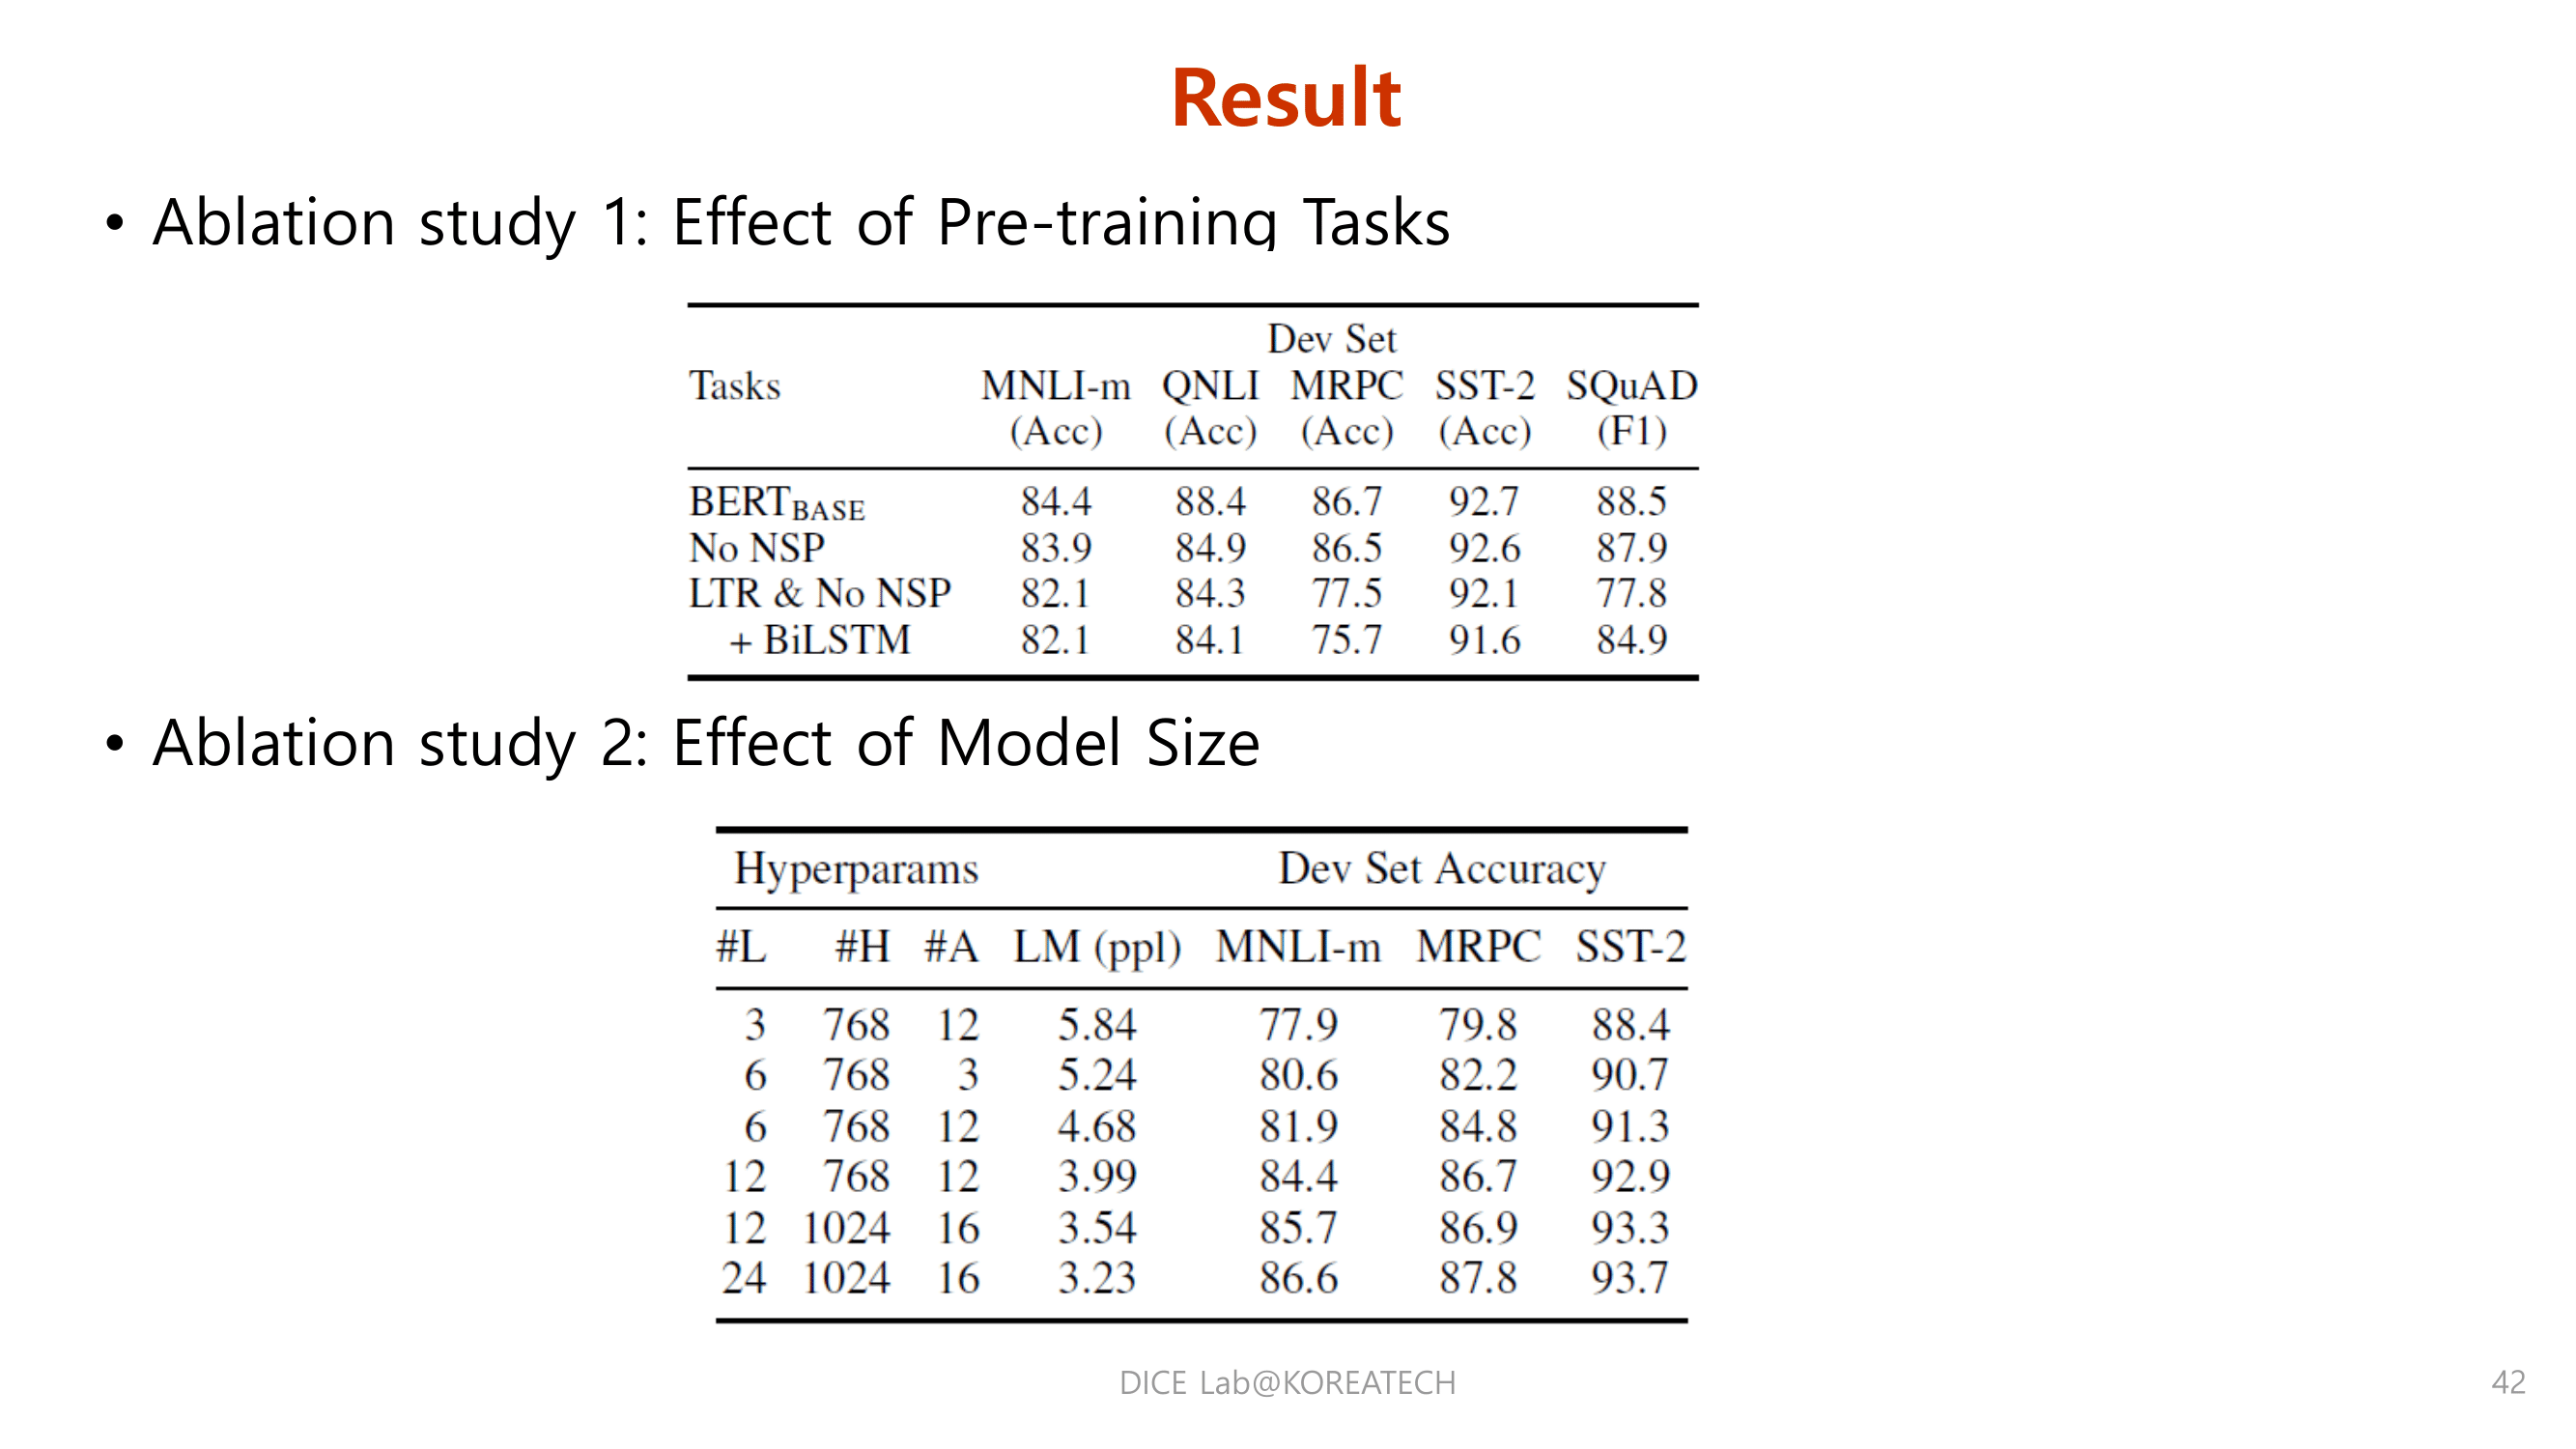 Result
• Ablation study 1: Effect of Pre-training Tasks
Dev Set
Tasks MNLI-m QNLI MRPC SST-2 SQuAD
(Acc) (Acc) (Acc) (Acc) (F1)
BERTBASE 84.4 88.4 86.7 92.7 88.5
No NSP 83.9 84.9 86.5 92.6 87.9
LTR & No NSP 82.1 84.3 77.5 92.1 77.8
+ BiLSTM 82.1 84.1 75.7 91.6 84.9
• Ablation study 2: Effect of Model Size
Hyperparams Dev Set Accuracy
#L #H #A LM (ppl) MNLI-m MRPC SST-2
3 768 12 5.84 77.9 79.8 88.4
6 768 3 5.24 80.6 82.2 90.7
6 768 12 4.68 81.9 84.8 91.3
12 768 12 3.99 84.4 86.7 92.9
12 1024 16 3.54 85.7 86.9 93.3
24 1024 16 3.23 86.6 87.8 93.7
DICE Lab@KOREATECH 42